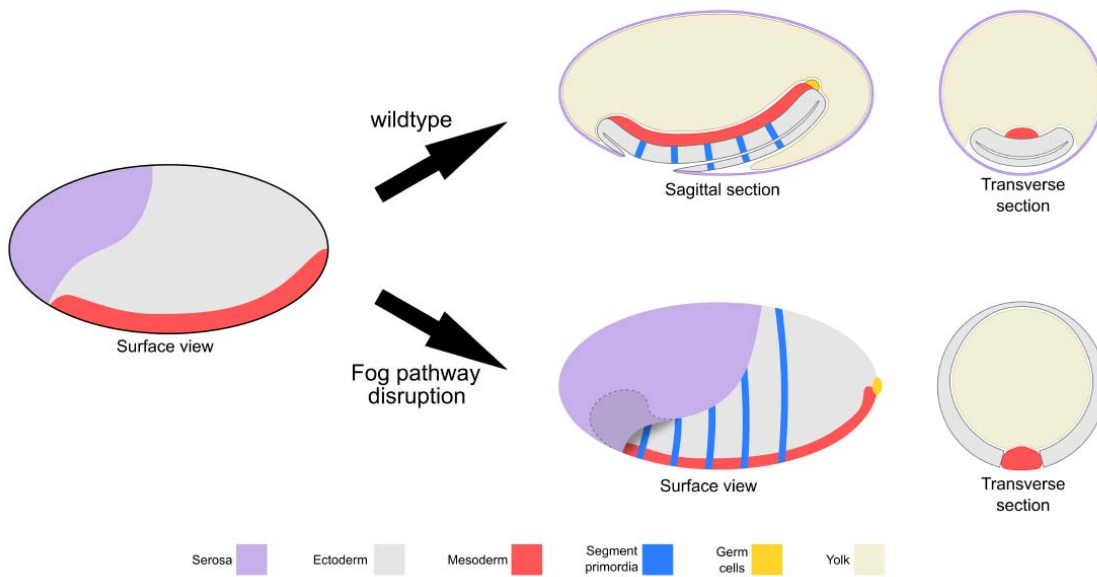 wildtype
Sagittal section
Transverse
section
Surface view
Fog pathway
disruption
Surface view
Transverse
section
Serosa
Ectoderm
Mesoderm
Segment
primordia
Germ
cells
Yolk